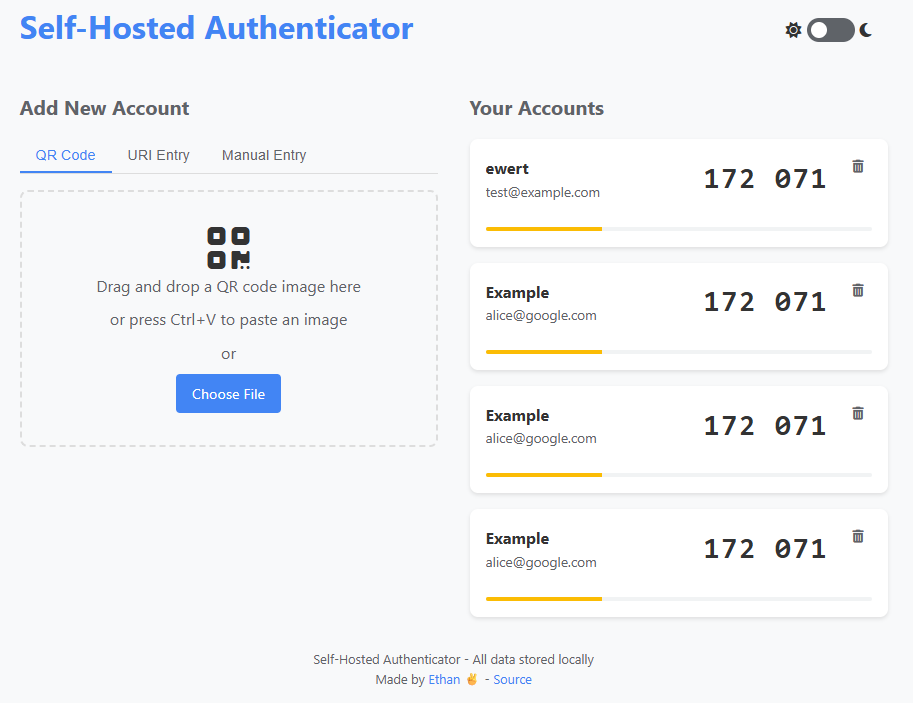 Self-Hosted Authenticator
Add New Account
QR Code URI Entry Manual Entry
Drag and drop a QR code image here
or press Ctrl+V to paste an image
or
Choose File
Your Accounts
ewert
test@example.com
172 071
Example
alice@google.com
172 071
Example
alice@google.com
172 071
Example
alice@google.com
172 071
Self-Hosted Authenticator - All data stored locally
Made by Ethan ✌️ - Source